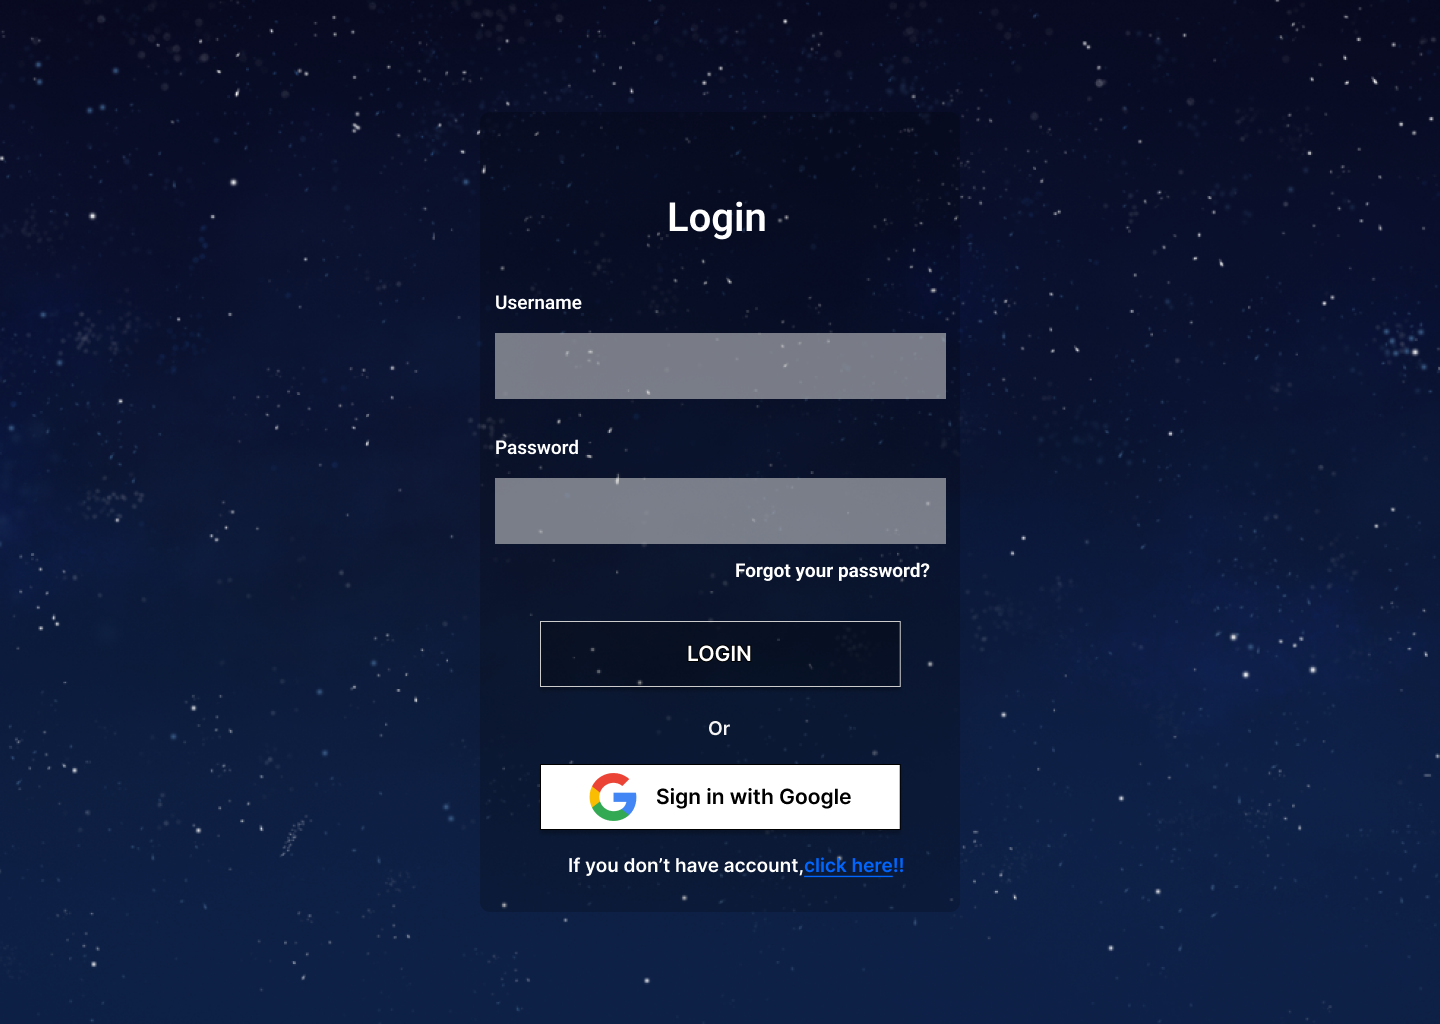 Login
Username
Password
Forgot your password?
LOGIN
Or
Sign in with Google
If you don’t have account,click here!!